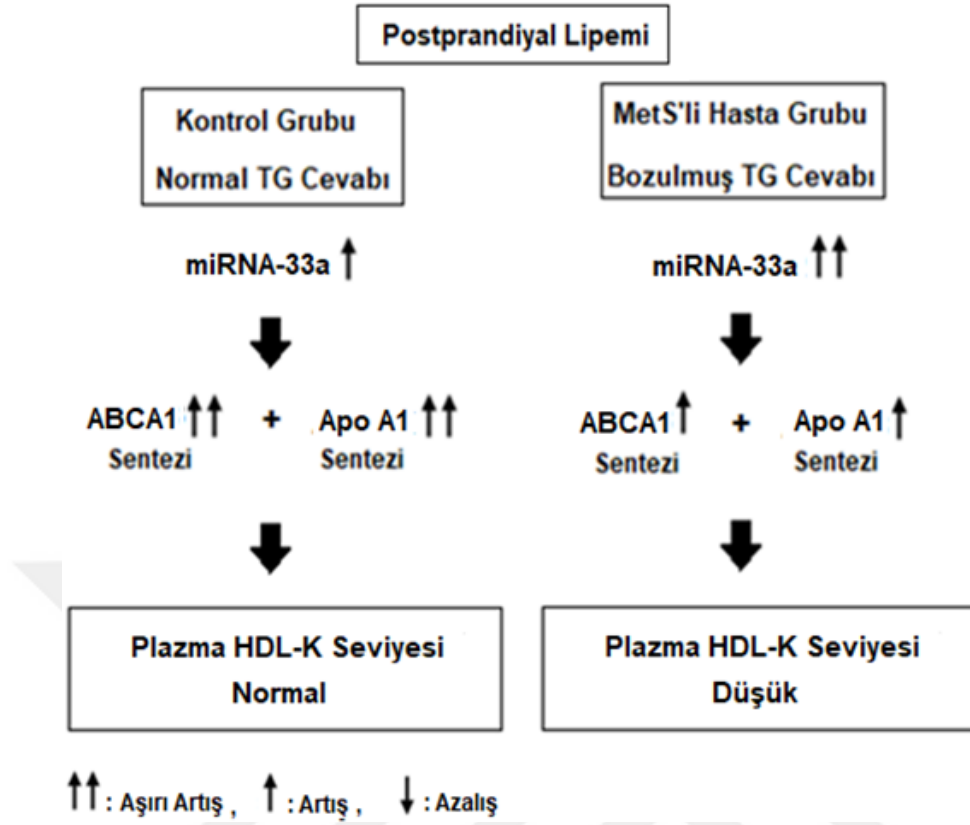 Postprandiyal Lipemi
Kontrol Grubu
Normal TG Cevabı
miRNA-33a ↑
ABCA1 ↑↑ + Apo A1 ↑↑
Sentezi Sentezi
Plazma HDL-K Seviyesi
Normal
MetS'li Hasta Grubu
Bozulmuş TG Cevabı
miRNA-33a ↑↑
ABCA1 ↑ + Apo A1 ↑
Sentezi Sentezi
Plazma HDL-K Seviyesi
Düşük
↑↑ : Aşırı Artış , ↑ : Artış , ↓ : Azalış